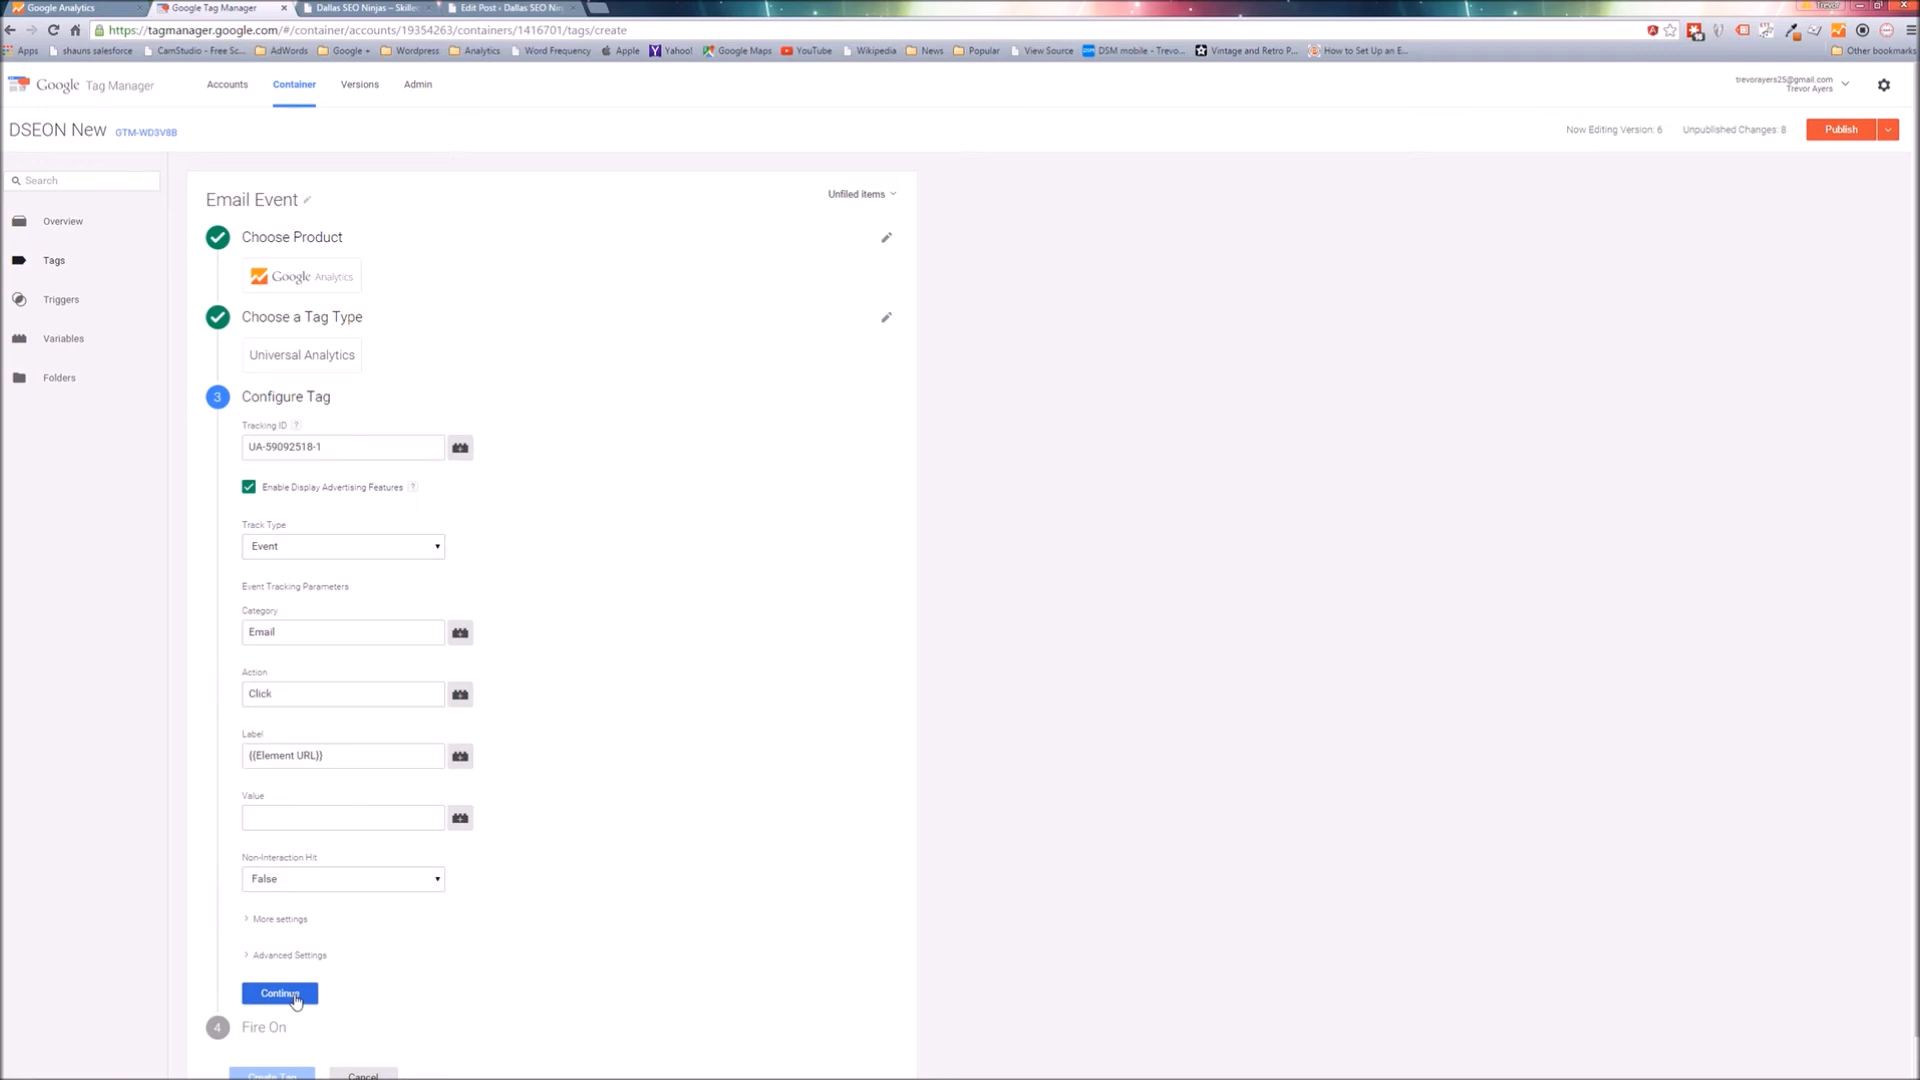 Google Analytics
Google Tag Manager
Dallas SEO Ninjas – Skille
Edit Post ‹ Dallas SEO Nin
Trevor
https://tagmanager.google.com/#/container/accounts/19354263/containers/1416701/tags/create
Apps
shauns salesforce
CamStudio - Free Sc...
AdWords
Google
Wordpress
Analytics
Word Frequency
Apple
Yahoo!
Google Maps
YouTube
Wikipedia
News
Popular
View Source
DSM mobile - Trevo...
Vintage and Retro P...
How to Set Up an E...
Other bookmarks
Google Tag Manager
Accounts
Container
Versions
Admin
trevorayers25@gmail.com
Trevor Ayers
DSEON New
GTM-WD3V8B
Now Editing Version: 6
Unpublished Changes: 8
Publish
Search
Overview
Tags
Triggers
Variables
Folders
Email Event
Unfiled items
Choose Product
Google Analytics
Choose a Tag Type
Universal Analytics
3
Configure Tag
Tracking ID ?
UA-59092518-1
Enable Display Advertising Features ?
Track Type
Event
Event Tracking Parameters
Category
Email
Action
Click
Label
{{Element URL}}
Value
Non-Interaction Hit
False
More settings
Advanced Settings
Continue
4
Fire On
Create Tag
Cancel